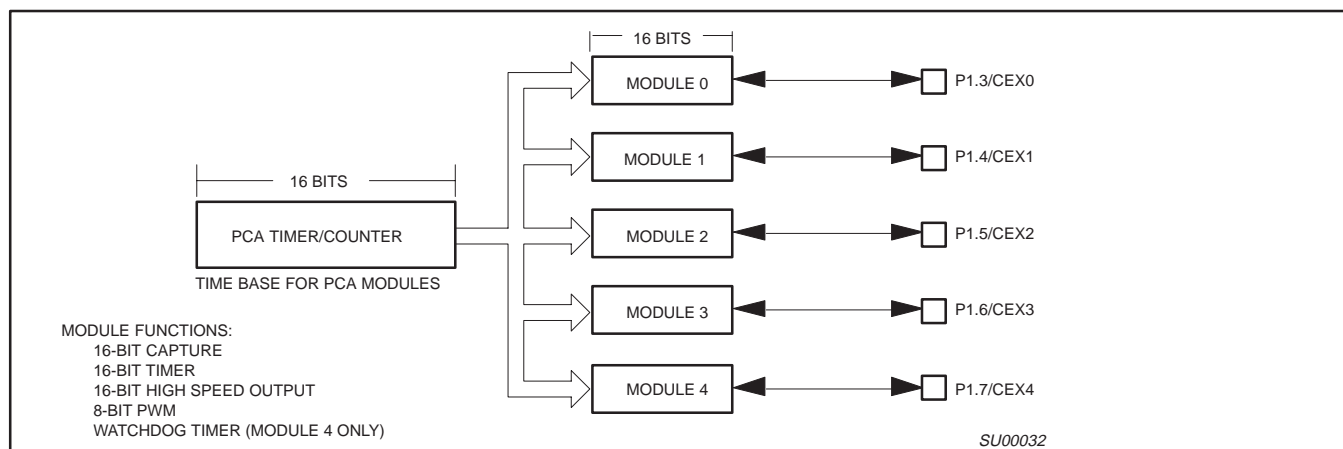 16 BITS
MODULE 0
P1.3/CEX0
MODULE 1
P1.4/CEX1
16 BITS
PCA TIMER/COUNTER
MODULE 2
P1.5/CEX2
TIME BASE FOR PCA MODULES
MODULE 3
P1.6/CEX3
MODULE FUNCTIONS:
16-BIT CAPTURE
16-BIT TIMER
16-BIT HIGH SPEED OUTPUT
8-BIT PWM
WATCHDOG TIMER (MODULE 4 ONLY)
MODULE 4
P1.7/CEX4
SU00032